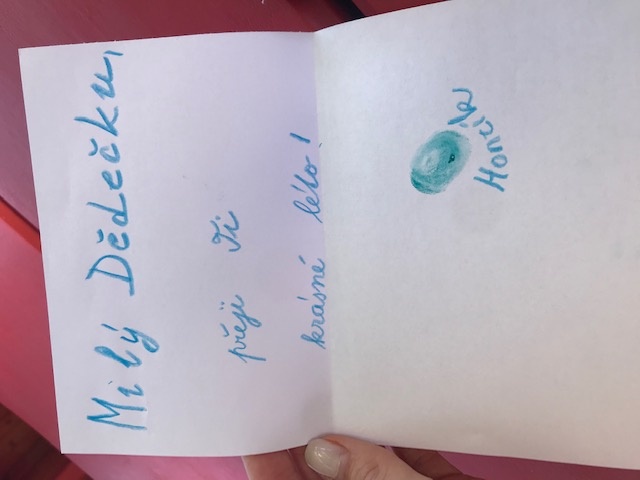 Milý Dědečku,
přeji Ti
krásné léto!
Honzík